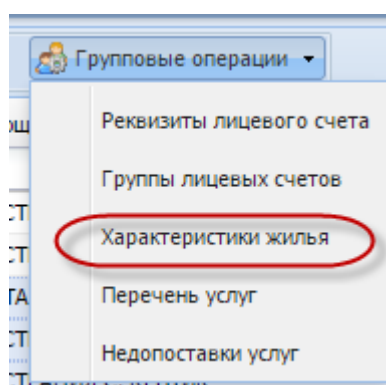 Групповые операции
Реквизиты лицевого счета
Группы лицевых счетов
Характеристики жилья
Перечень услуг
Недопоставки услуг